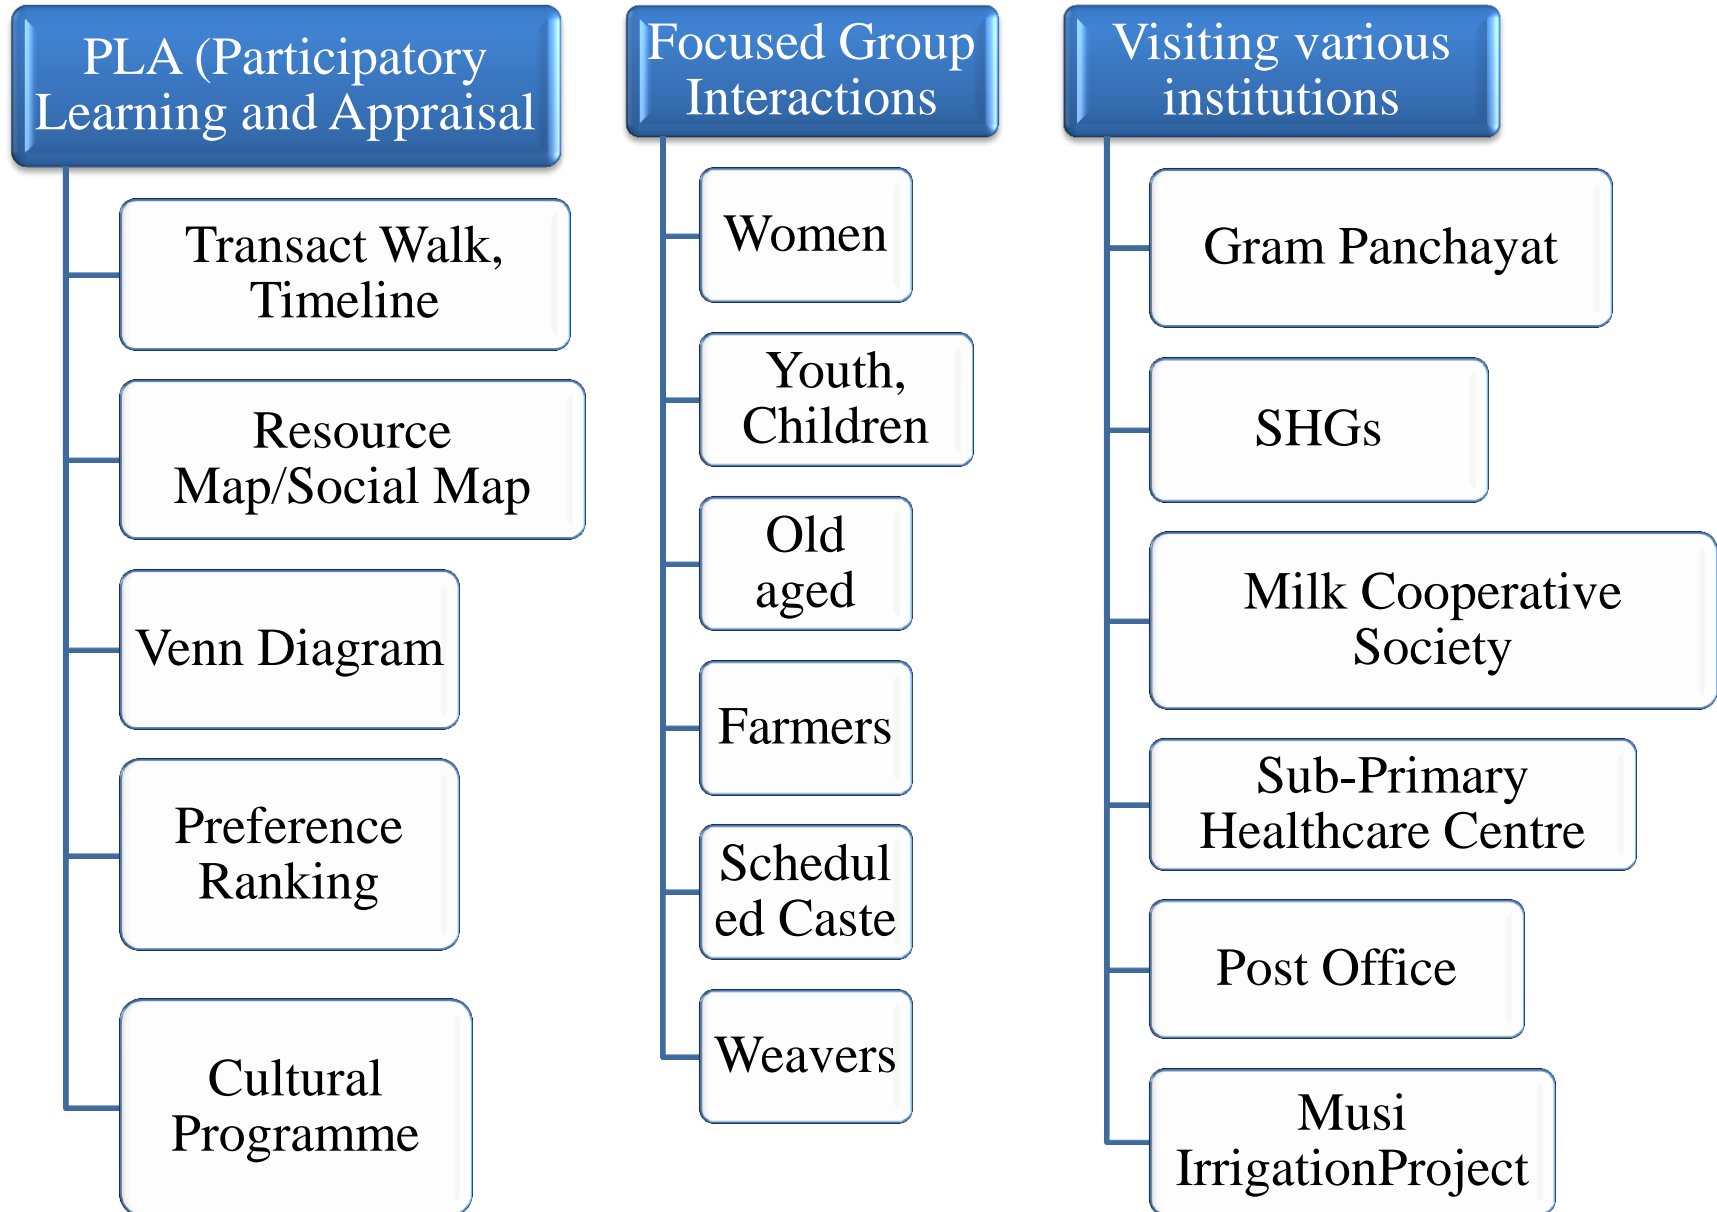 PLA (Participatory
Learning and Appraisal
Transact Walk,
Timeline
Resource
Map/Social Map
Venn Diagram
Preference
Ranking
Cultural
Programme
Focused Group
Interactions
Women
Youth,
Children
Old
aged
Farmers
Schedul
ed Caste
Weavers
Visiting various
institutions
Gram Panchayat
SHGs
Milk Cooperative
Society
Sub-Primary
Healthcare Centre
Post Office
Musi
IrrigationProject